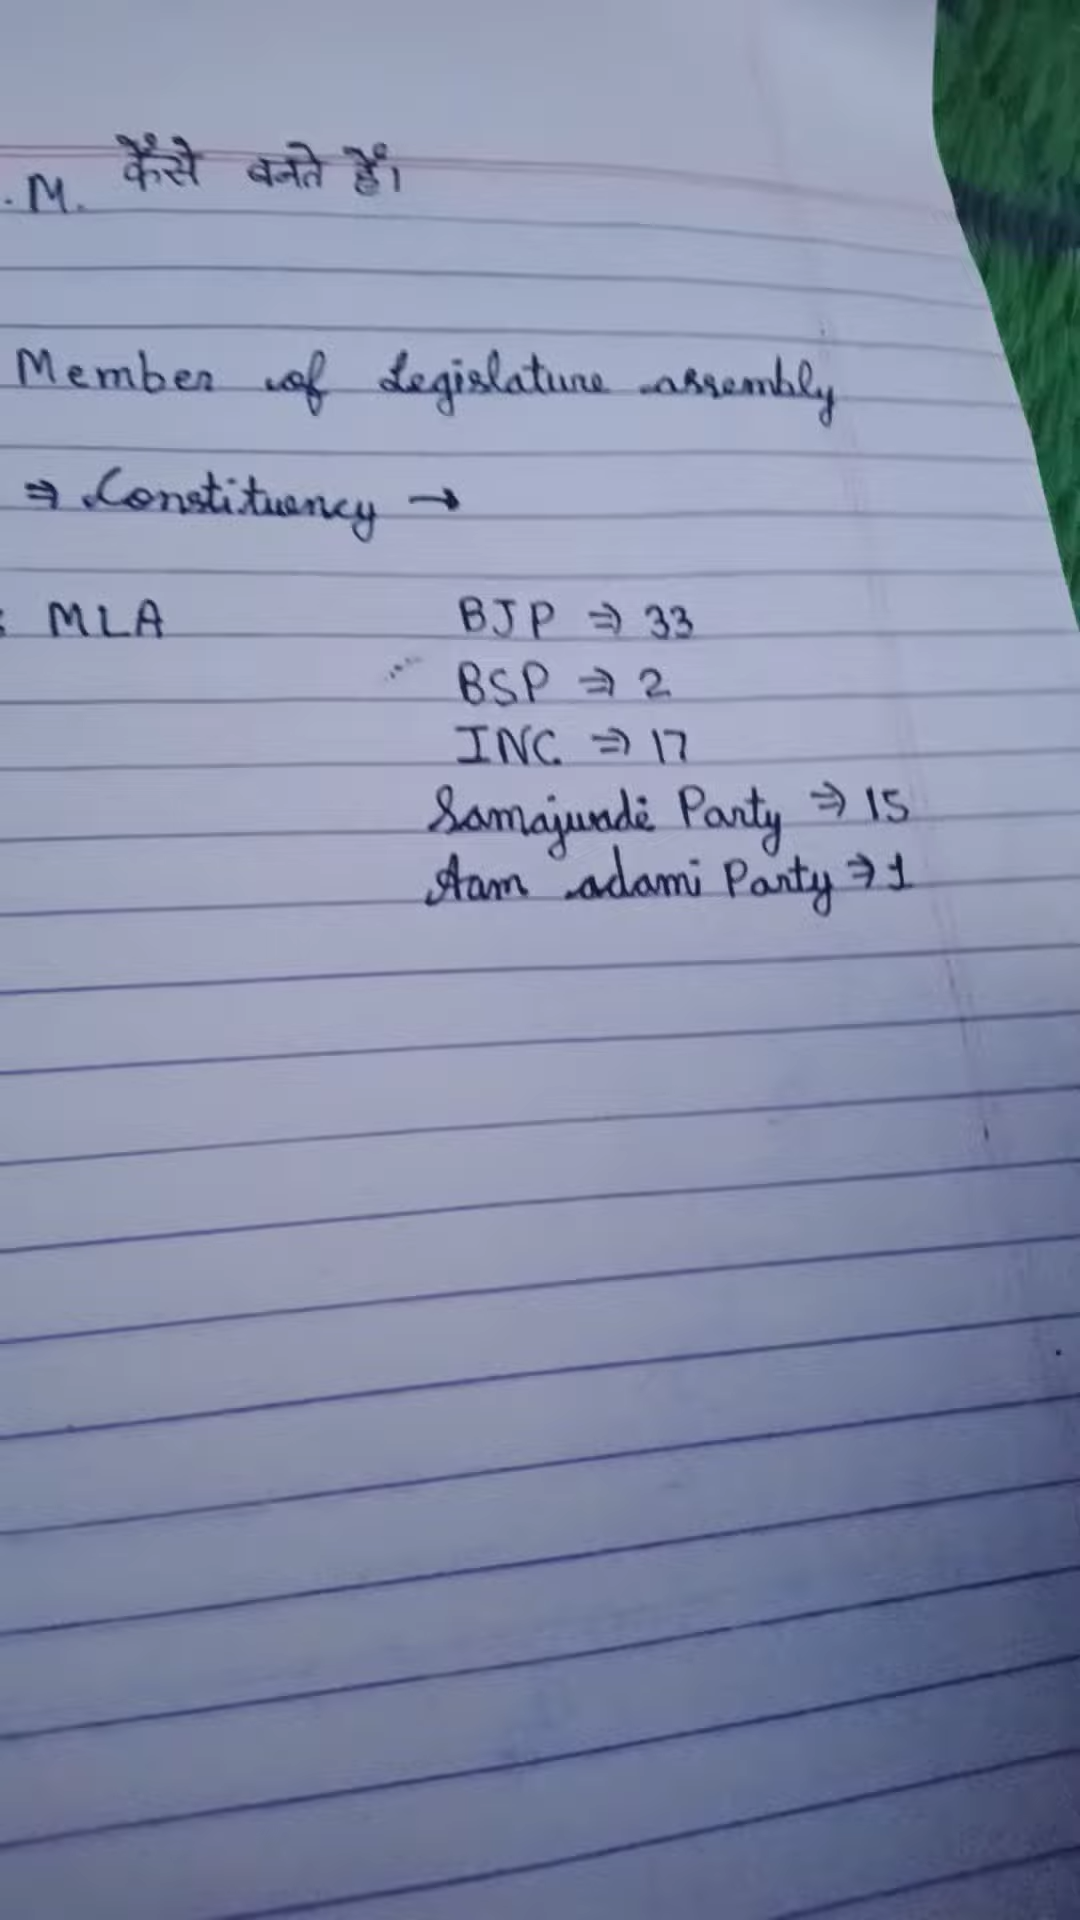 .M. कैसे बनते हैं।
Member of Legislature assembly
⇒ Constituency →
MLA BJP ⇒ 33
BSP ⇒ 2
INC. ⇒ 17
Samajwadi Party ⇒ 15
Aam adami Party ⇒ 1